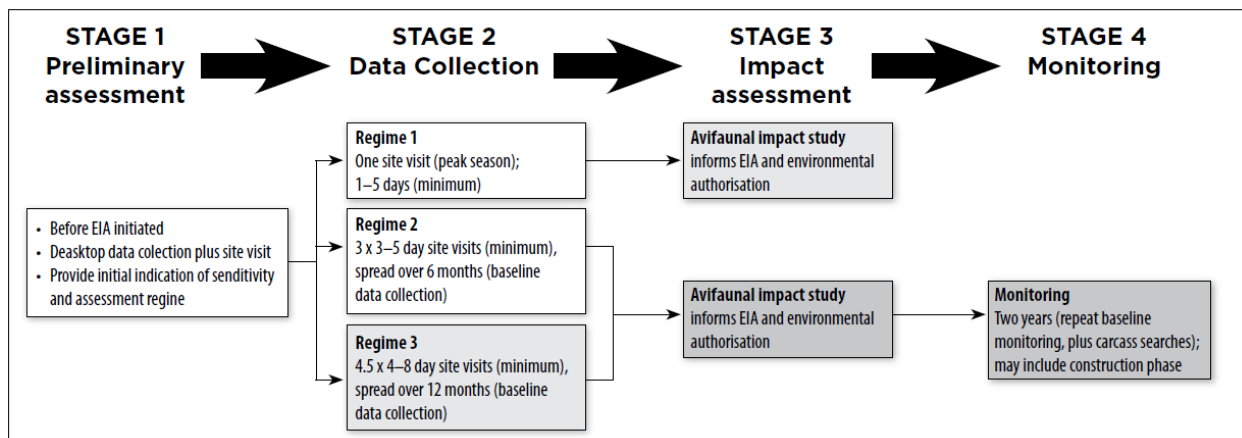 STAGE 1
Preliminary
assessment
STAGE 2
Data Collection
STAGE 3
Impact
assessment
STAGE 4
Monitoring
• Before EIA initiated
• Deasktop data colection plus site visit
• Provide initial indication of senditivity
and assessment regine
Regime 1
One site visit (peak season);
1–5 days (minimum)
Regime 2
3 x 3–5 day site visits (minimum),
spread over 6 months (baseline
data collection)
Regime 3
4.5 x 4–8 day site visits (minimum),
spread over 12 months (baseline
data collection)
Avifaunal impact study
informs EIA and environmental
authorisation
Avifaunal impact study
informs EIA and environmental
authorisation
Monitoring
Two years (repeat baseline
monitoring, plus carcass searches);
may include construction phase